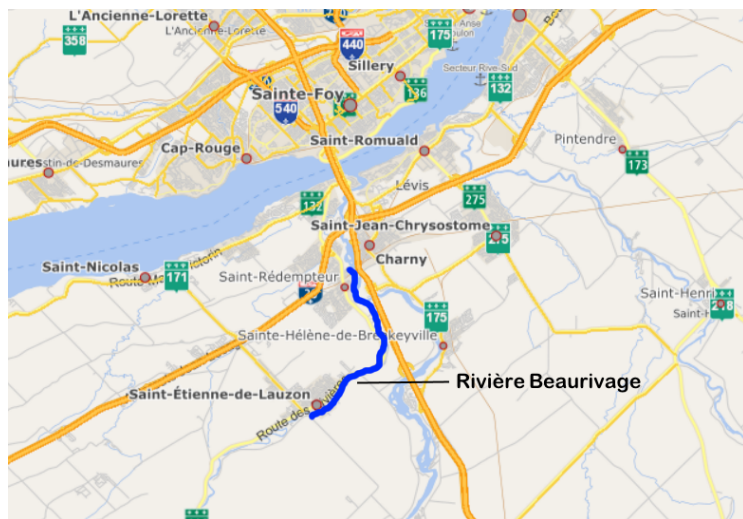 L'Ancienne-Lorette
L'Ancienne-Lorette
358
440
175
Sillery
Secteur Rive-Sud
Sainte-Foy
136
132
540
Cap-Rouge
Saint-Romuald
Pintendre
173
Lévis
275
132
Saint-Jean-Chrysostome
Charny
Saint-Nicolas
171
Saint-Rédempteur
Saint-Henri
175
Sainte-Hélène-de-Breakeyville
Rivière Beaurivage
Saint-Étienne-de-Lauzon
Route des Rivières